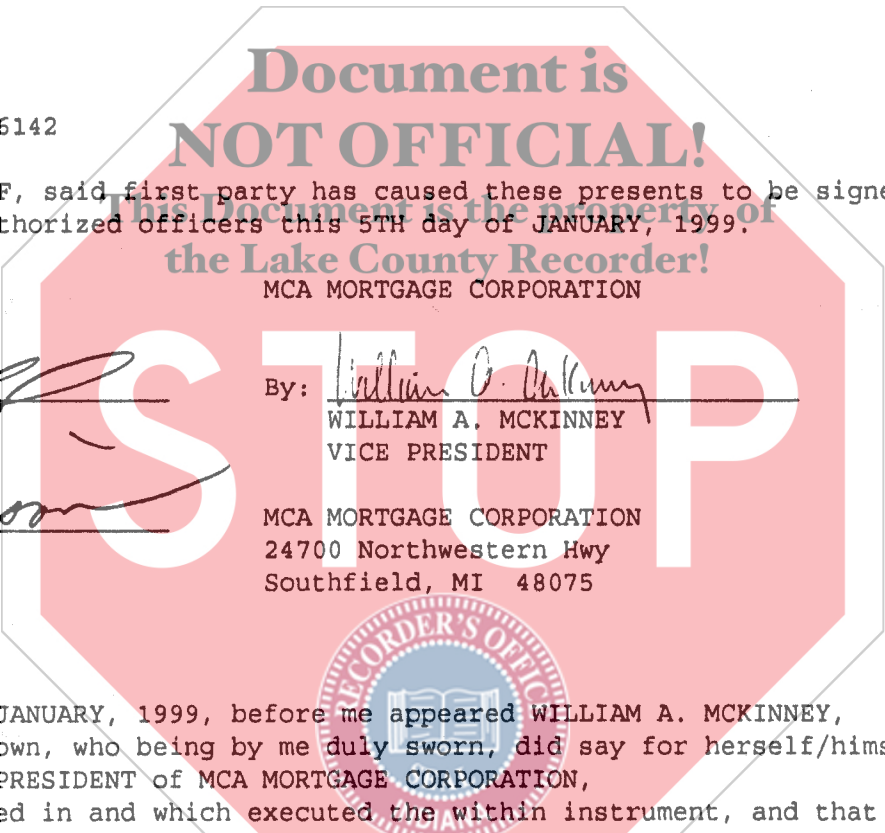 Document is
6142
NOT OFFICIAL!
F, said first party has caused these presents to be signe
This Document is the property of
thorized officers this 5TH day of JANUARY, 1999.
the Lake County Recorder!
MCA MORTGAGE CORPORATION
STOP
By: William A. McKinney
WILLIAM A. MCKINNEY
VICE PRESIDENT
MCA MORTGAGE CORPORATION
24700 Northwestern Hwy
Southfield, MI 48075
RECORDER'S OFFIC
JANUARY, 1999, before me appeared WILLIAM A. MCKINNEY,
own, who being by me duly sworn, did say for herself/hims
PRESIDENT of MCA MORTGAGE CORPORATION,
ed in and which executed the within instrument, and that